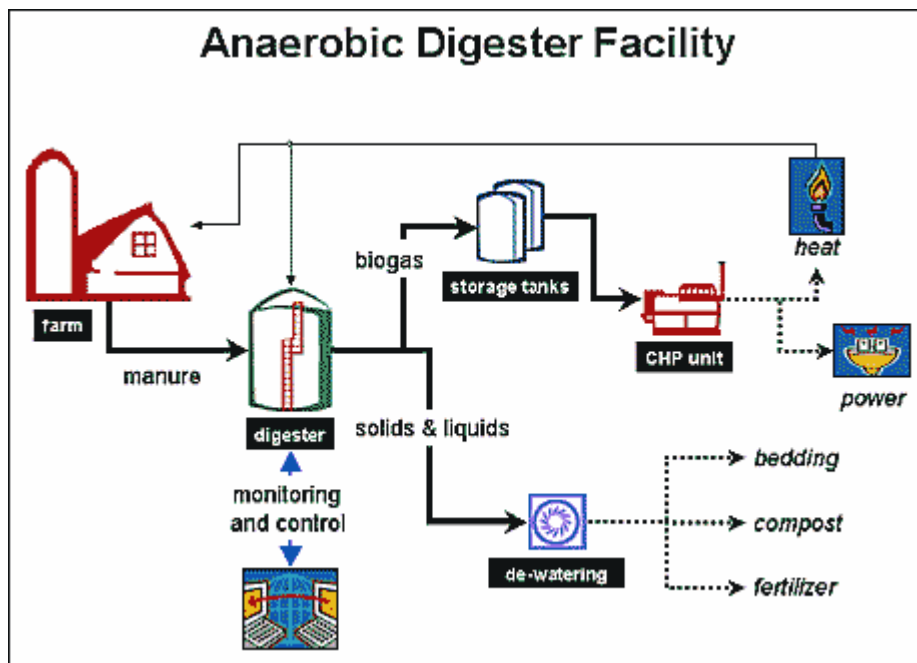 Anaerobic Digester Facility
heat
biogas
storage tanks
farm
CHP unit
manure
power
digester
solids & liquids
bedding
monitoring
and control
compost
de-watering
fertilizer